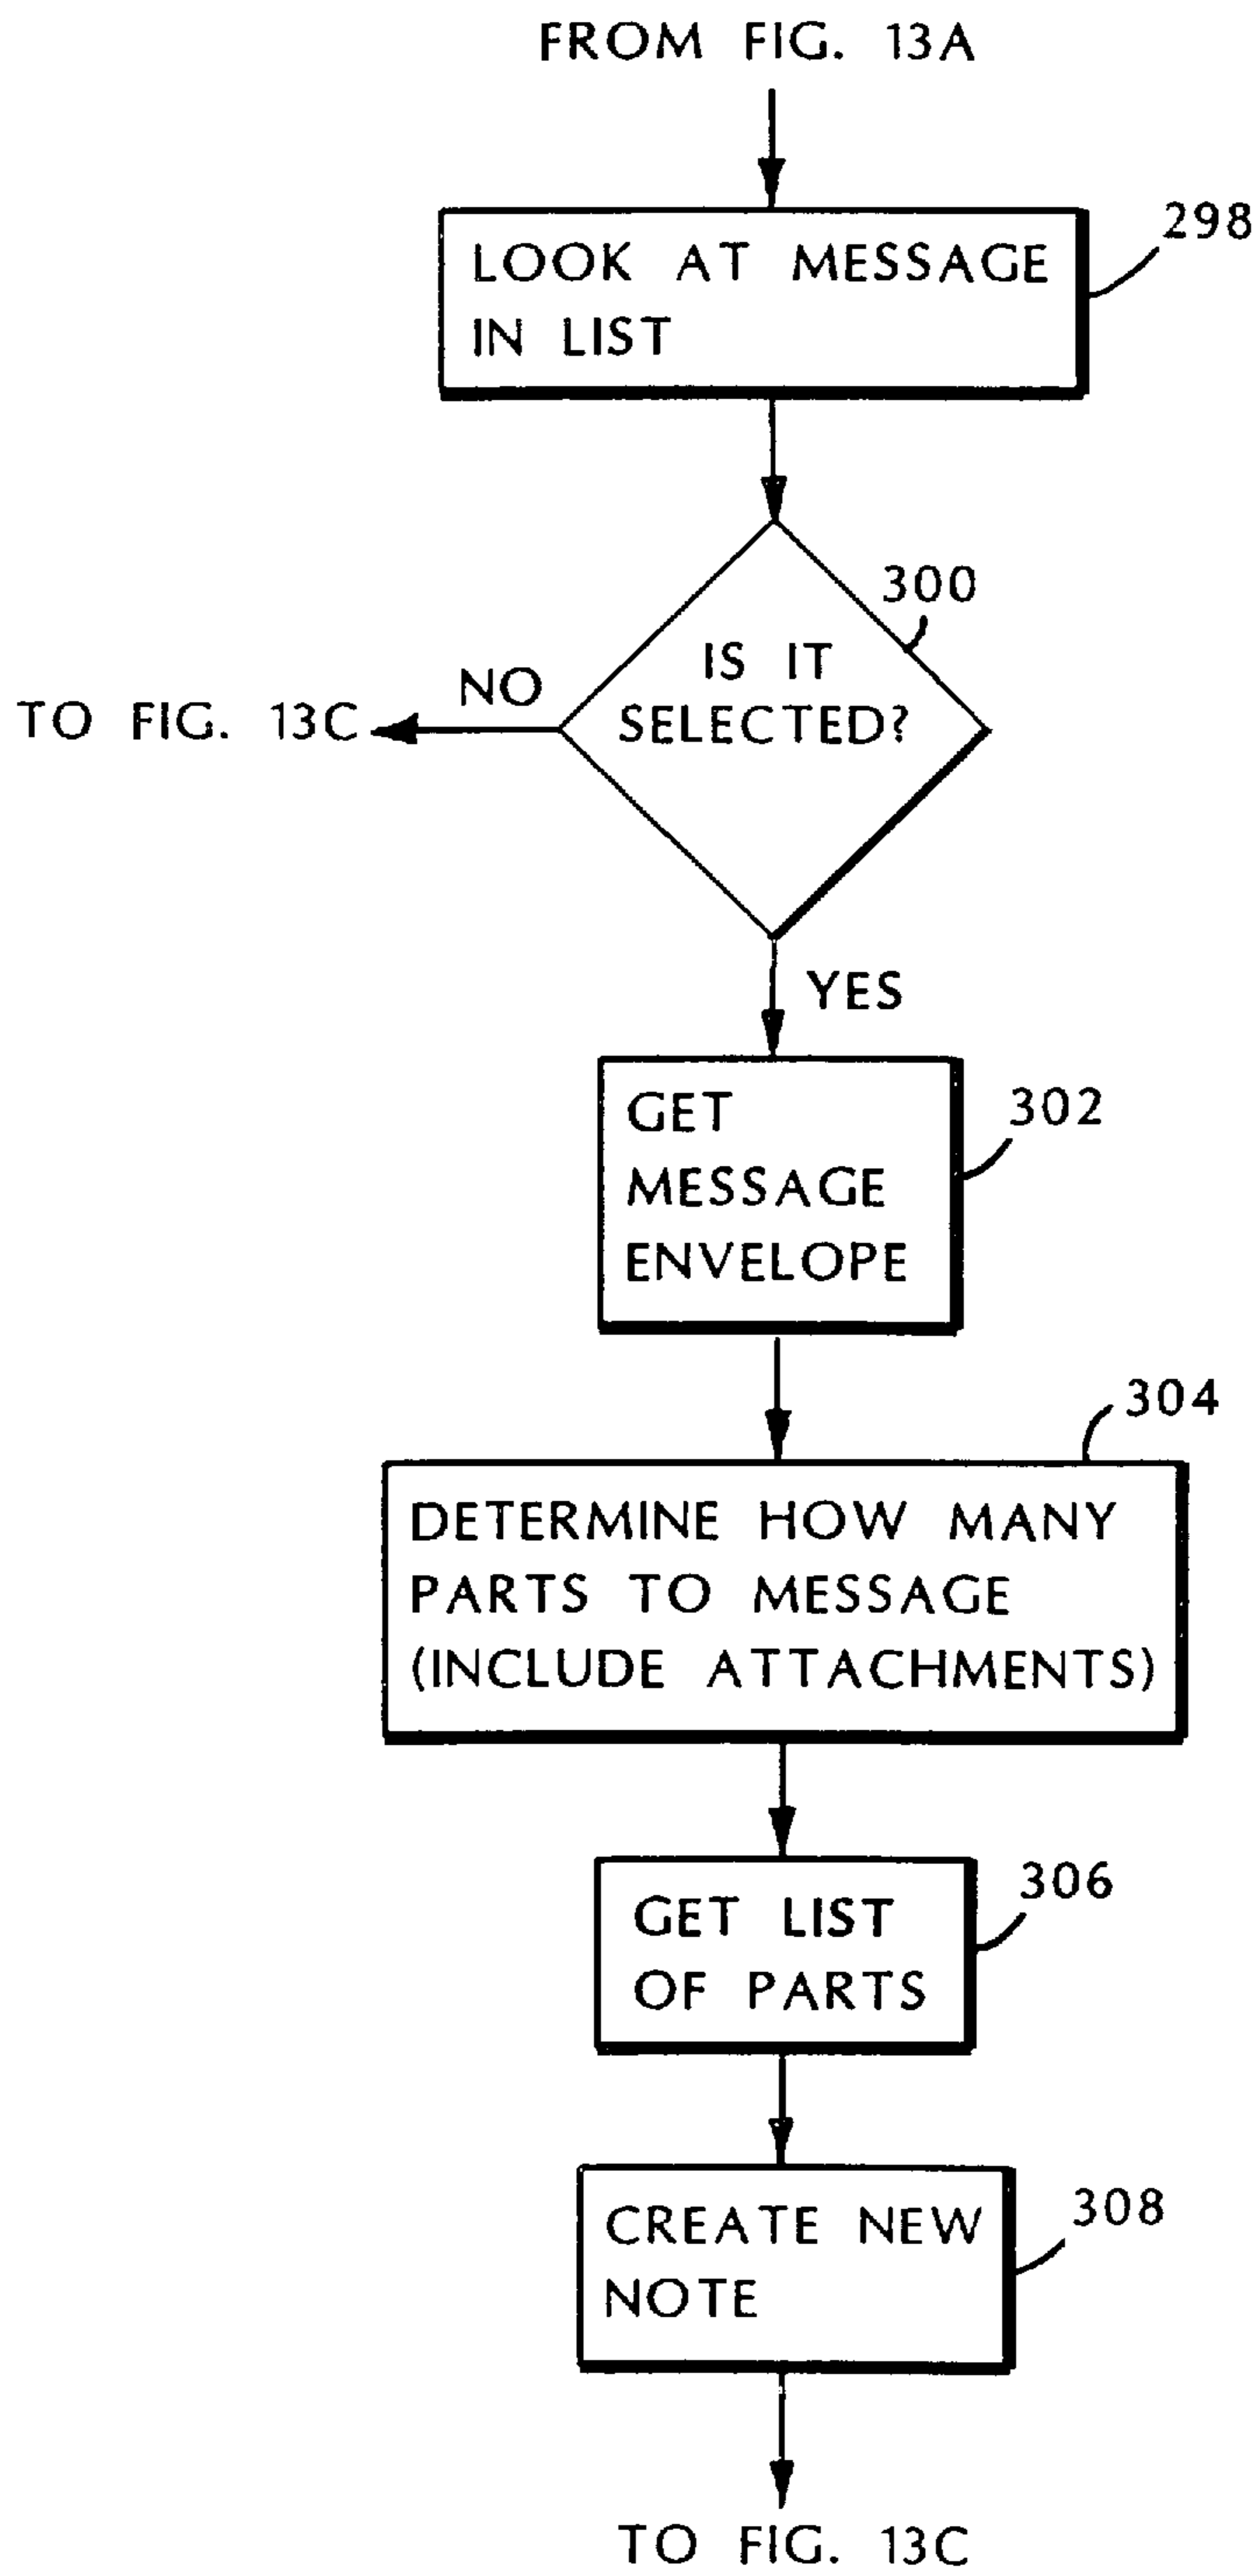 FROM FIG. 13A
298
LOOK AT MESSAGE
IN LIST
300
IS IT
SELECTED?
NO
TO FIG. 13C
YES
302
GET
MESSAGE
ENVELOPE
304
DETERMINE HOW MANY
PARTS TO MESSAGE
(INCLUDE ATTACHMENTS)
306
GET LIST
OF PARTS
308
CREATE NEW
NOTE
TO FIG. 13C